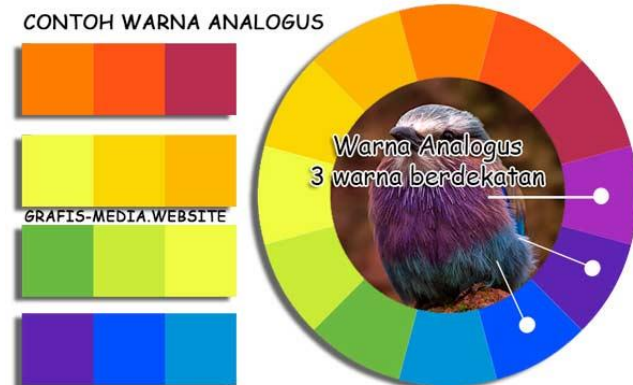 CONTOH WARNA ANALOGUS
Warna Analogus
3 warna berdekatan
GRAFIS-MEDIA.WEBSITE